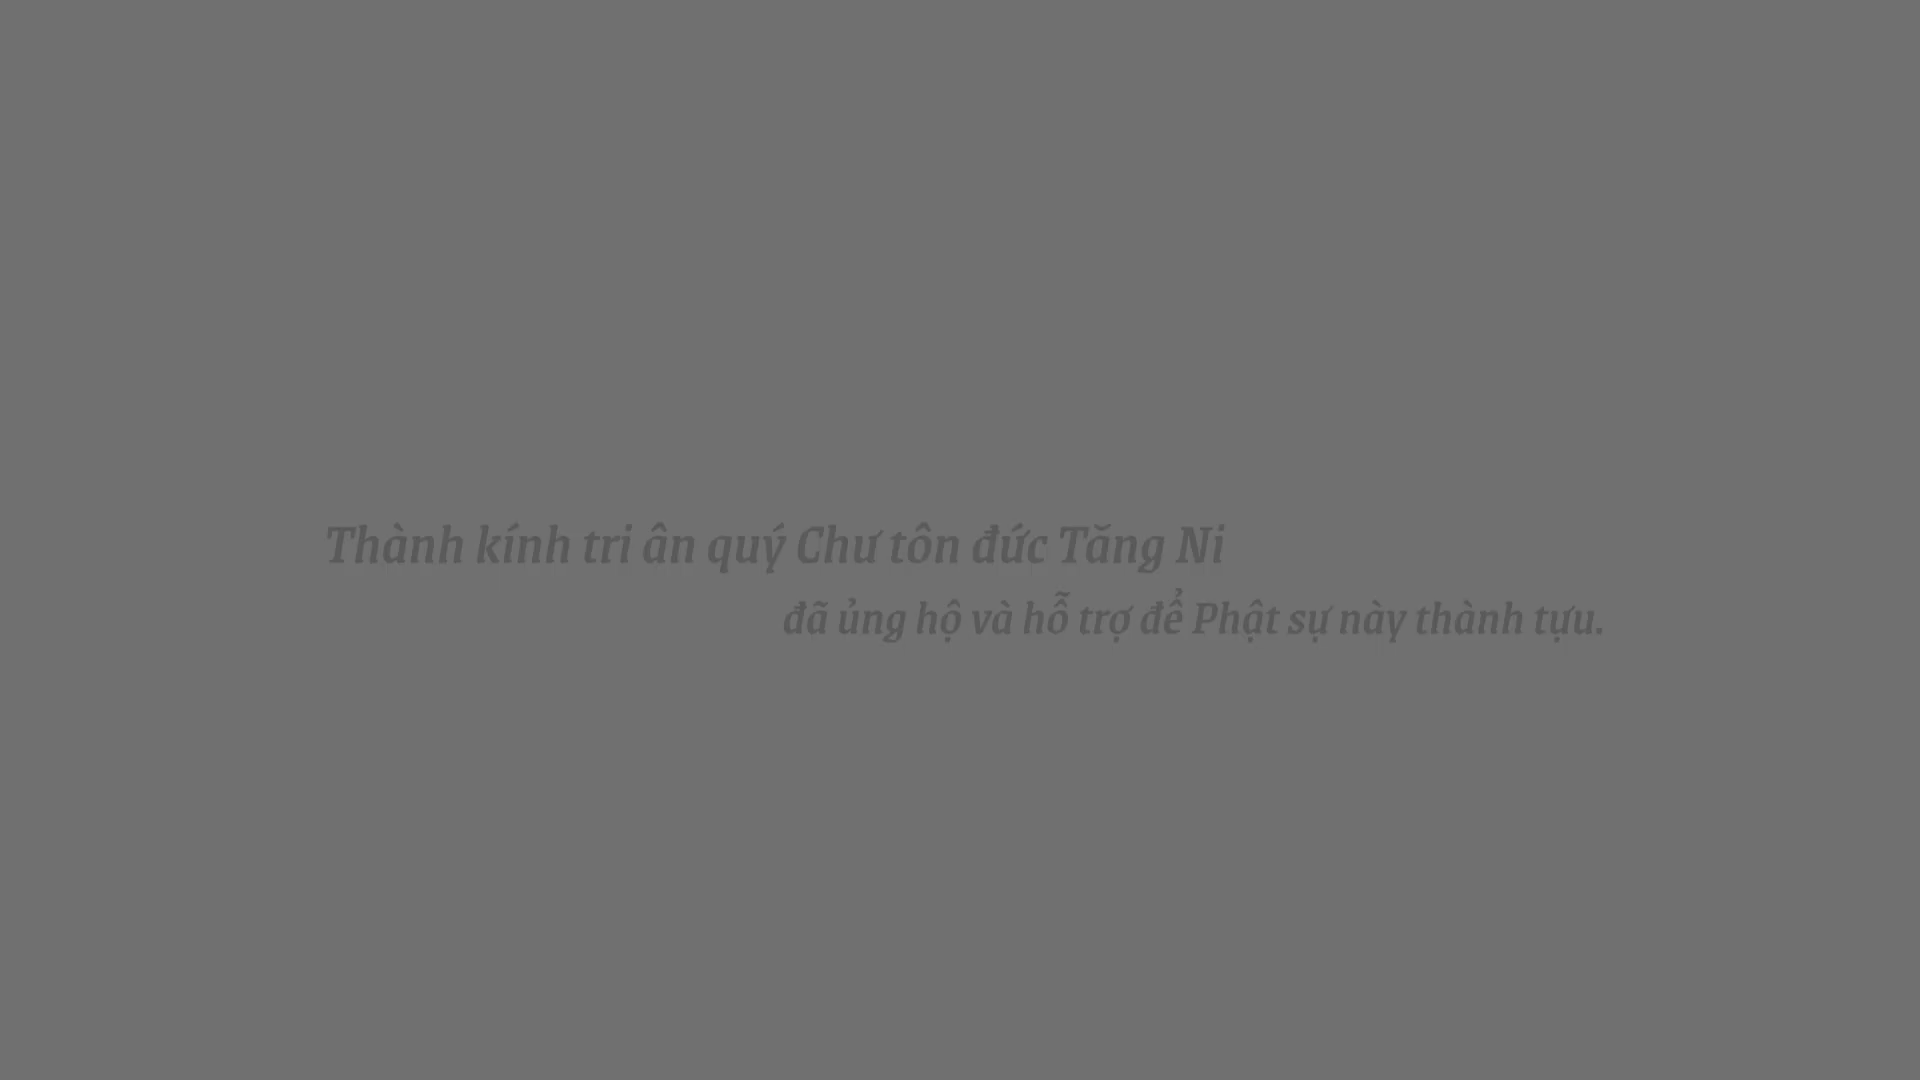 Thành kính tri ân quý Chư tôn đức Tăng Ni
đã ủng hộ và hỗ trợ để Phật sự này thành tựu.